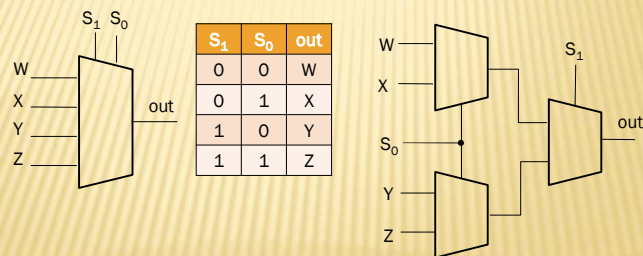 S₁ S₀
W
X
Y
Z
out
S₁ S₀ out
0 0 W
0 1 X
1 0 Y
1 1 Z
W
X
S₀
Y
Z
S₁
out